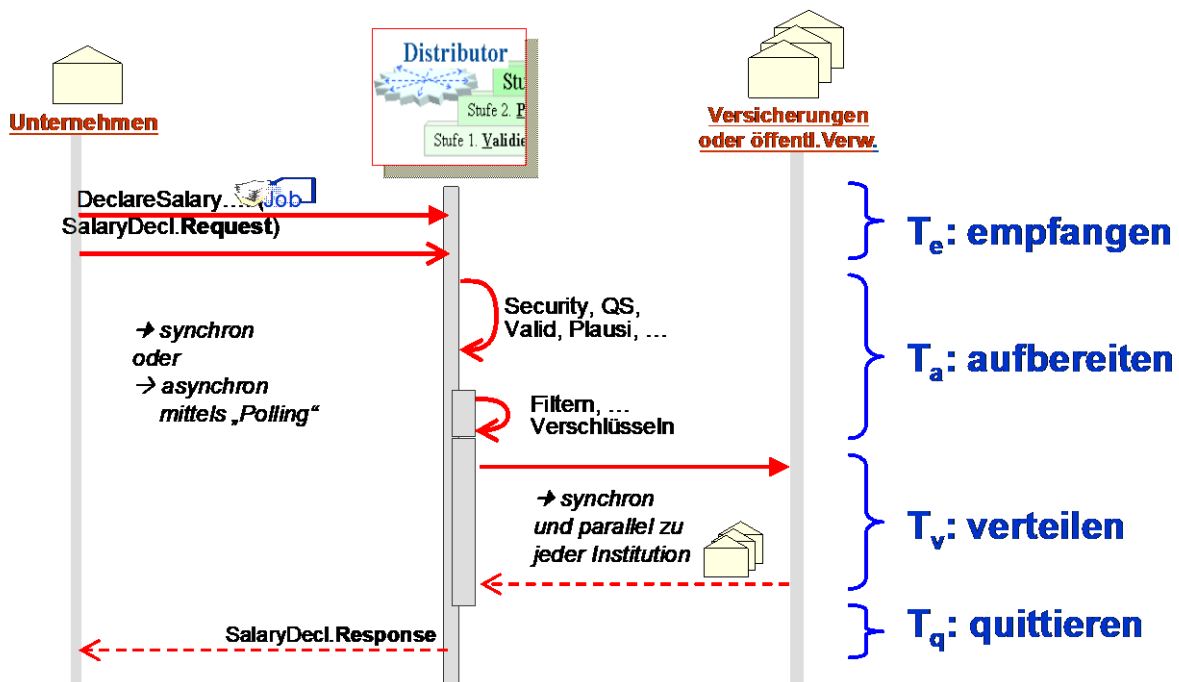 Distributor
Stu
Stufe 2. P
Stufe 1. Validie
Unternehmen
Versicherungen
oder öffentl.Verw.
DeclareSalary.... (Job
SalaryDecl.Request)
Te: empfangen
Security, QS,
Valid, Plausi, …
→ synchron
oder
→ asynchron
mittels „Polling“
Ta: aufbereiten
Filtern, …
Verschlüsseln
→ synchron
und parallel zu
jeder Institution
Tv: verteilen
SalaryDecl.Response
Tq: quittieren